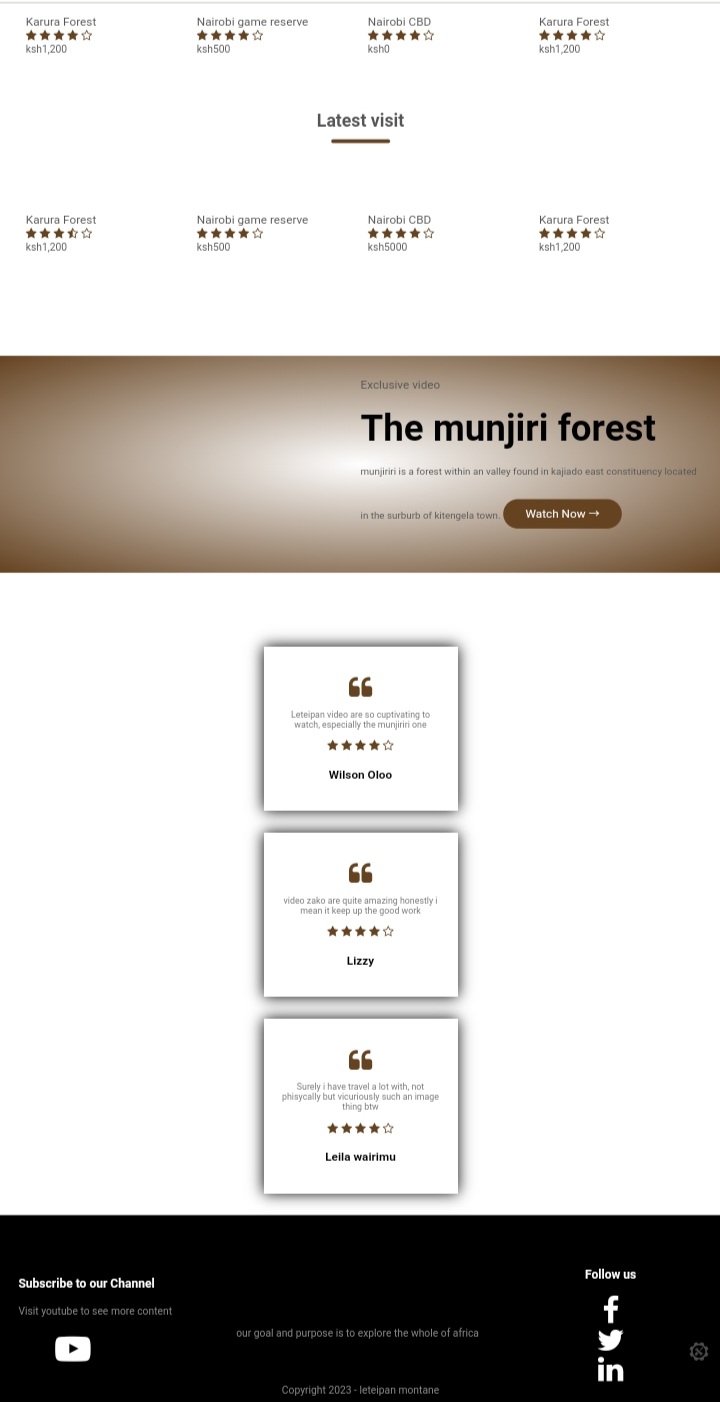 Karura Forest Nairobi game reserve Nairobi CBD Karura Forest
ksh1,200 ksh500 ksh0 ksh1,200
Latest visit
Karura Forest Nairobi game reserve Nairobi CBD Karura Forest
ksh1,200 ksh500 ksh5000 ksh1,200
Exclusive video
The munjiri forest
munjiriri is a forest within an valley found in kajiado east constituency located
in the surburb of kitengela town. Watch Now →
Leteipan video are so cuptivating to
watch, especially the munjiriri one
Wilson Oloo
video zako are quite amazing honestly i
mean it keep up the good work
Lizzy
Surely i have travel a lot with, not
phisycally but vicuriously such an image
thing btw
Leila wairimu
Follow us
Subscribe to our Channel
Visit youtube to see more content
our goal and purpose is to explore the whole of africa
Copyright 2023 - leteipan montane